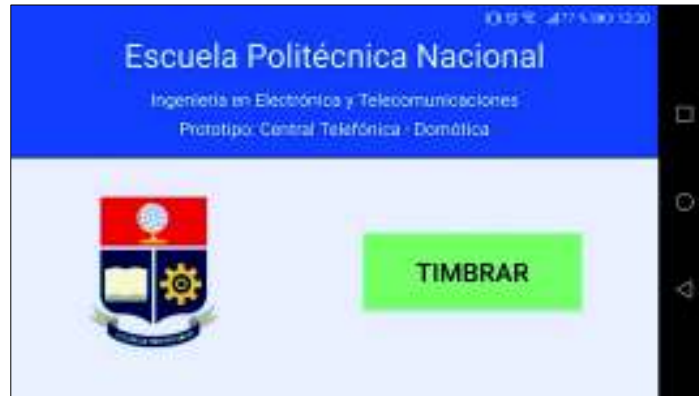 Escuela Politécnica Nacional
Ingeniería en Electrónica y Telecomunicaciones
Prototipo: Central Telefónica - Domótica
TIMBRAR